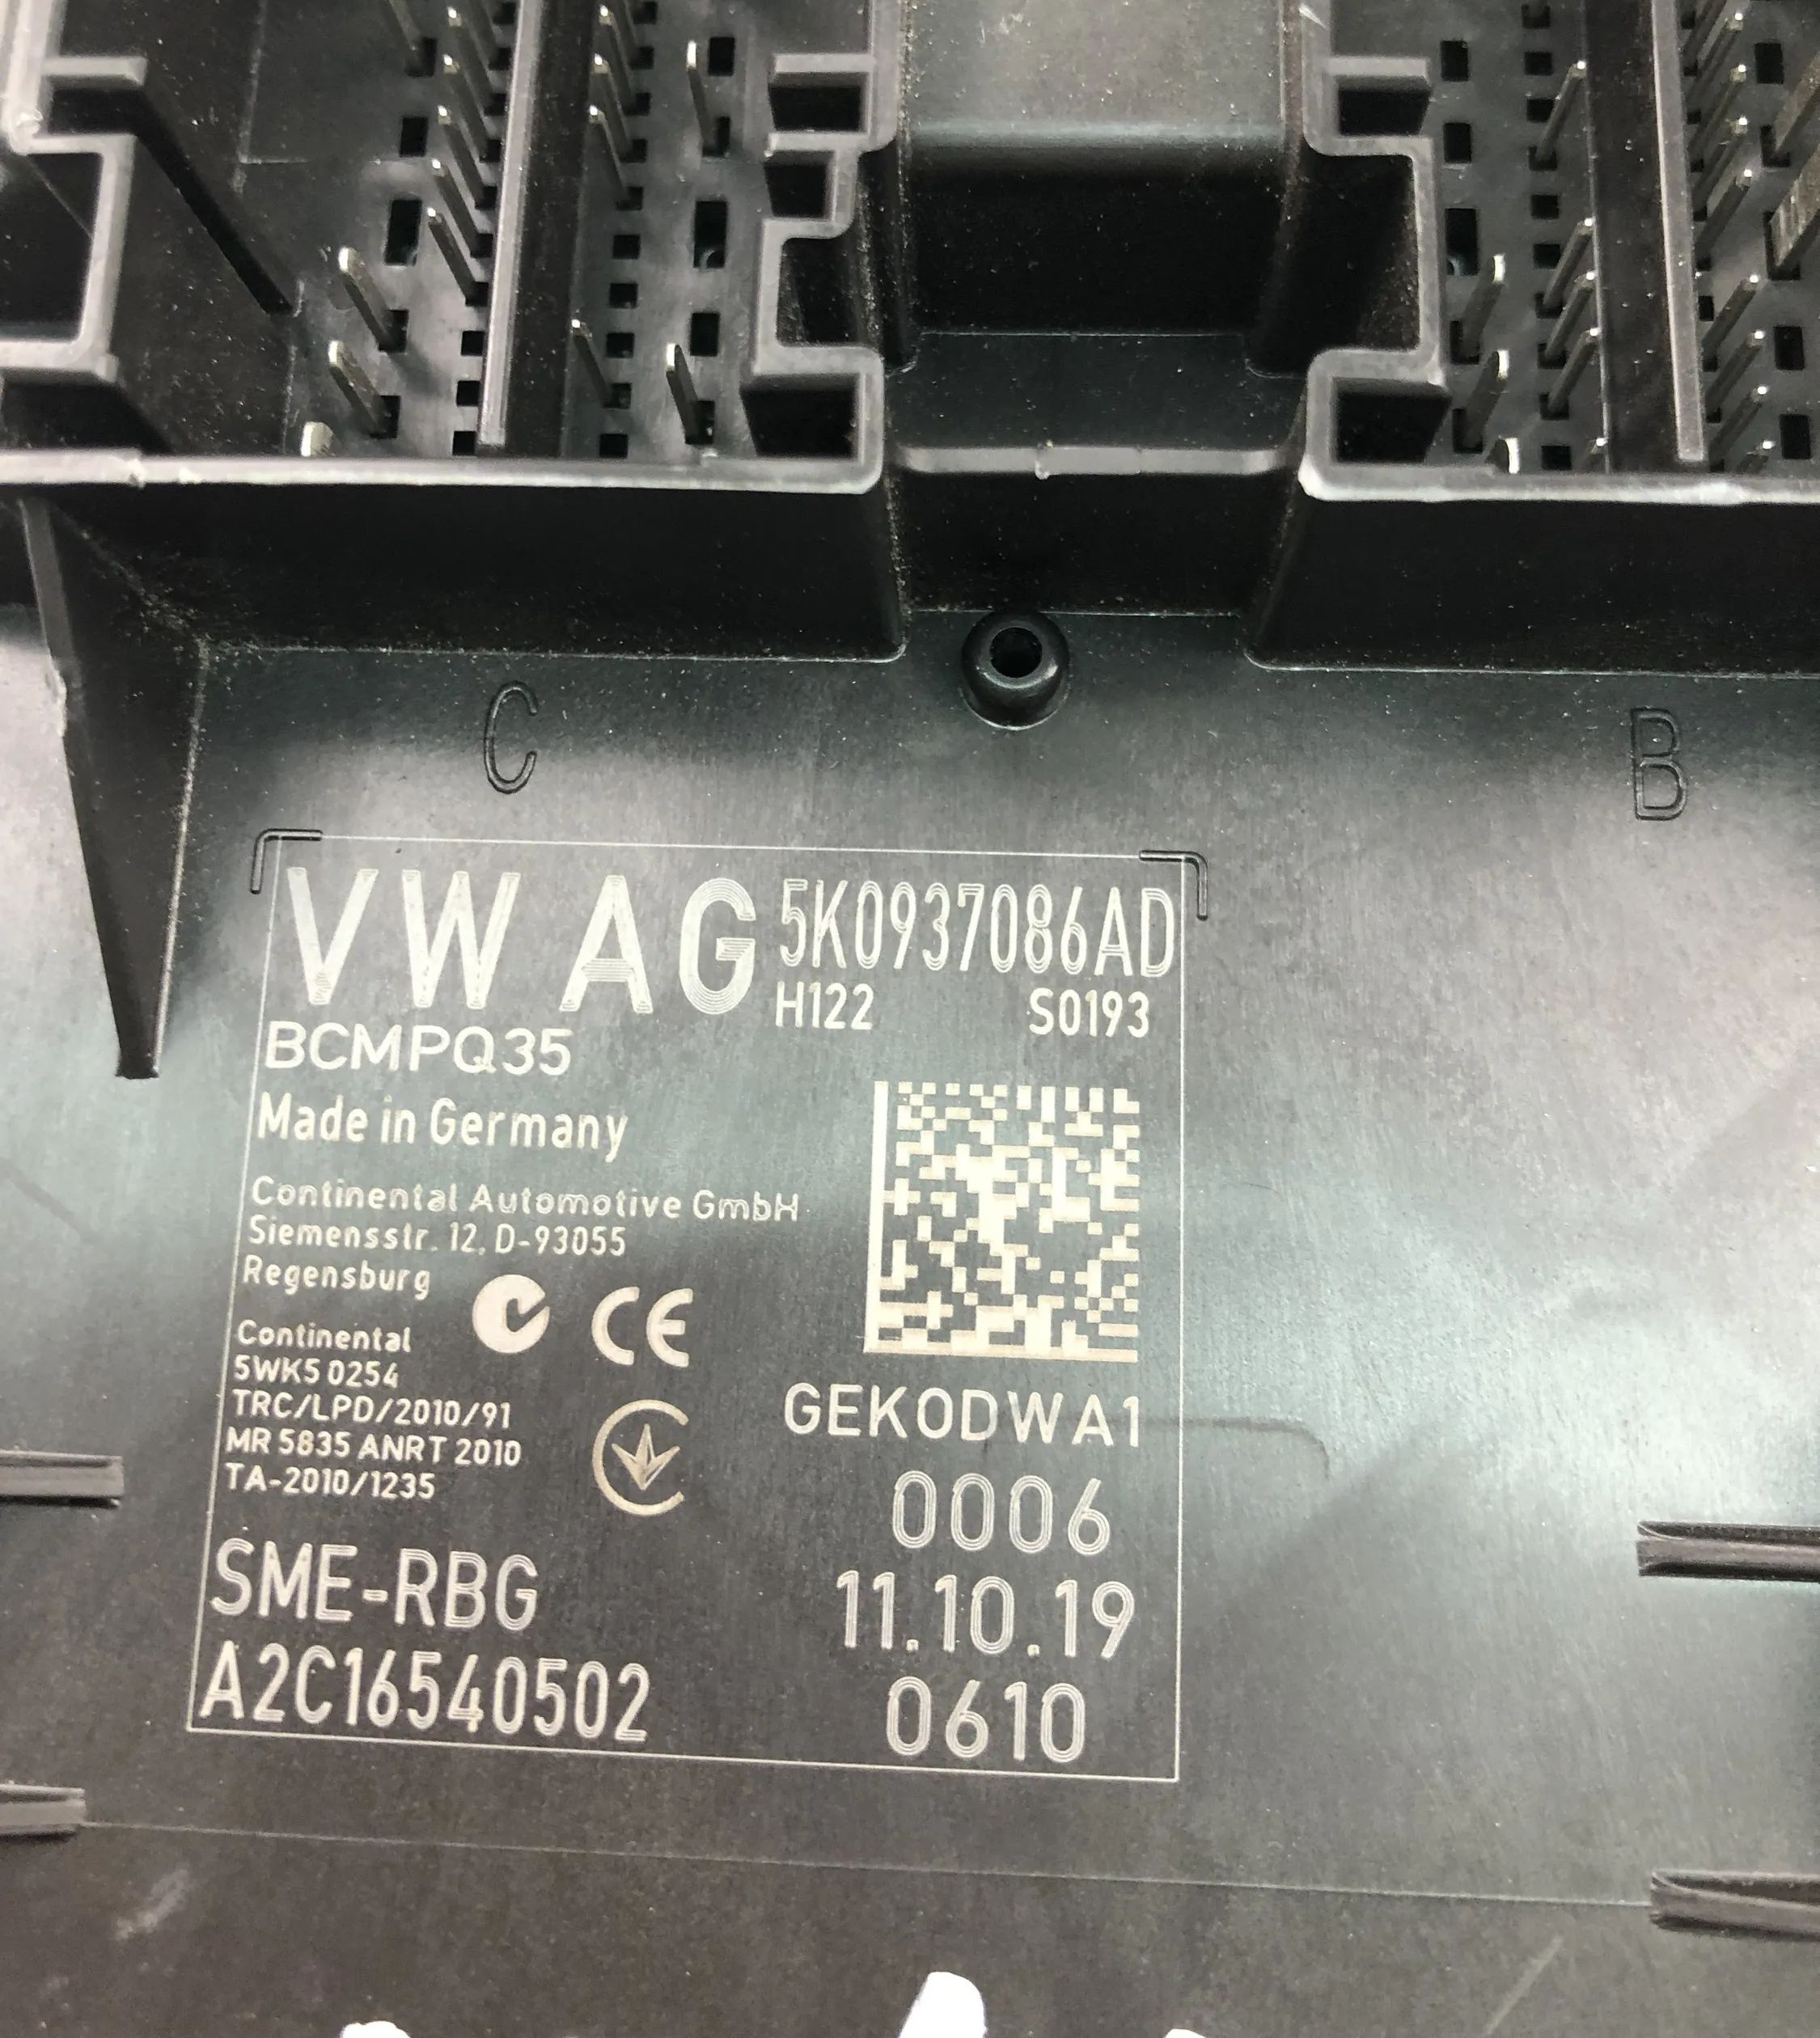 C
B
VW AG 5K0937086AD
H122 S0193
BCMPQ35
Made in Germany
Continental Automotive GmbH
Siemensstr. 12, D-93055
Regensburg
CE
Continental
5WK5 0254
TRC/LPD/2010/91
MR 5835 ANRT 2010
TA-2010/1235
GEK0DWA1
0006
SME-RBG
11.10.19
A2C16540502
0610